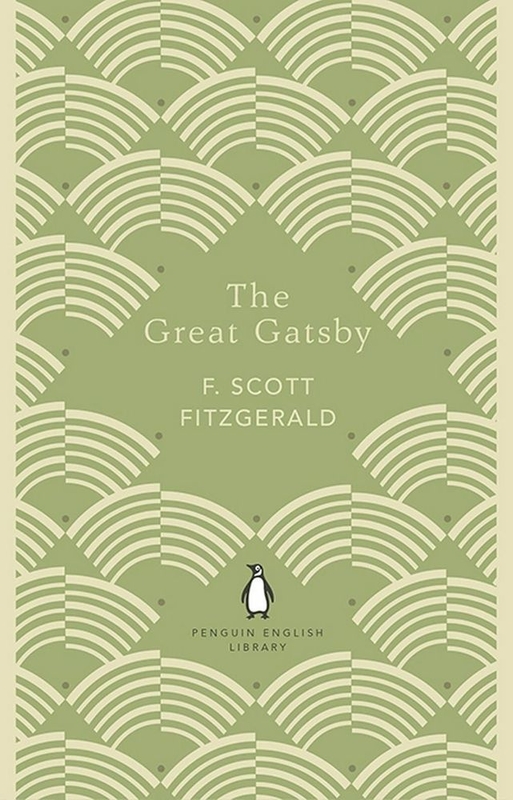 The
Great Gatsby
F. SCOTT
FITZGERALD
PENGUIN ENGLISH
LIBRARY